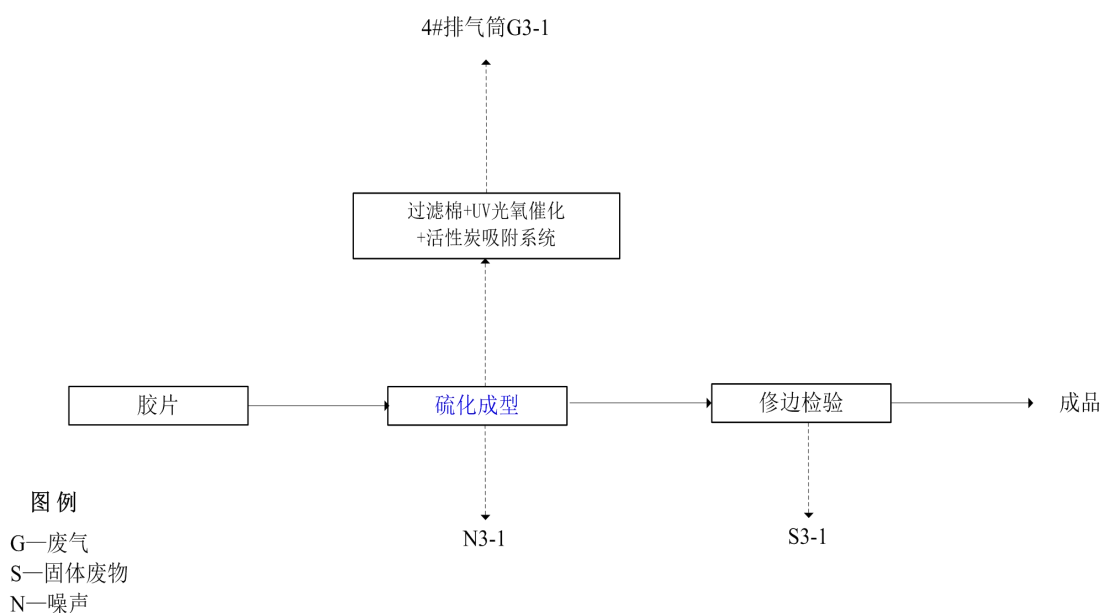 4#排气筒G3-1
过滤棉+UV光氧催化
+活性炭吸附系统
胶片
硫化成型
修边检验
成品
N3-1
S3-1
图 例
G—废气
S—固体废物
N—噪声